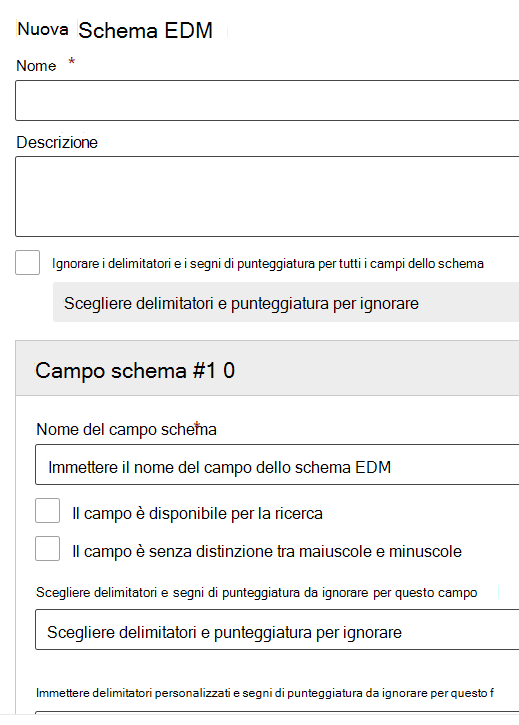 Nuova Schema EDM
Nome *
Descrizione
Ignorare i delimitatori e i segni di punteggiatura per tutti i campi dello schema
Scegliere delimitatori e punteggiatura per ignorare
Campo schema #1 0
Nome del campo schema*
Immettere il nome del campo dello schema EDM
Il campo è disponibile per la ricerca
Il campo è senza distinzione tra maiuscole e minuscole
Scegliere delimitatori e segni di punteggiatura da ignorare per questo campo
Scegliere delimitatori e punteggiatura per ignorare
Immettere delimitatori personalizzati e segni di punteggiatura da ignorare per questo f